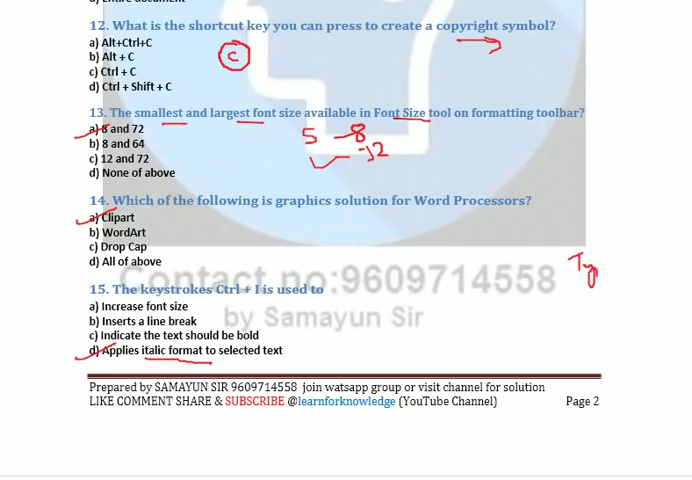 a) Entire document
12. What is the shortcut key you can press to create a copyright symbol?
a) Alt+Ctrl+C
b) Alt + C
c) Ctrl + C
d) Ctrl + Shift + C
C
13. The smallest and largest font size available in Font Size tool on formatting toolbar?
a) 8 and 72
b) 8 and 64
c) 12 and 72
d) None of above
5 8
72
14. Which of the following is graphics solution for Word Processors?
a) Clipart
b) WordArt
c) Drop Cap
d) All of above
Contact no:9609714558
by Samayun Sir
Ty
15. The keystrokes Ctrl + I is used to
a) Increase font size
b) Inserts a line break
c) Indicate the text should be bold
d) Applies italic format to selected text
Prepared by SAMAYUN SIR 9609714558 join watsapp group or visit channel for solution
LIKE COMMENT SHARE & SUBSCRIBE @learnforknowledge (YouTube Channel) Page 2